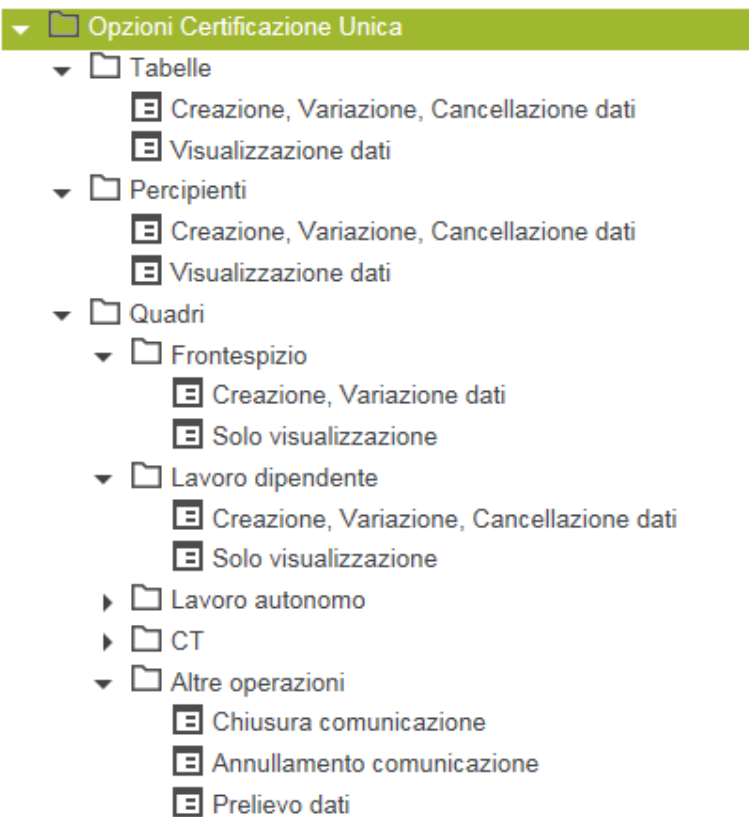 Opzioni Certificazione Unica
Tabelle
Creazione, Variazione, Cancellazione dati
Visualizzazione dati
Percipienti
Creazione, Variazione, Cancellazione dati
Visualizzazione dati
Quadri
Frontespizio
Creazione, Variazione dati
Solo visualizzazione
Lavoro dipendente
Creazione, Variazione, Cancellazione dati
Solo visualizzazione
Lavoro autonomo
CT
Altre operazioni
Chiusura comunicazione
Annullamento comunicazione
Prelievo dati